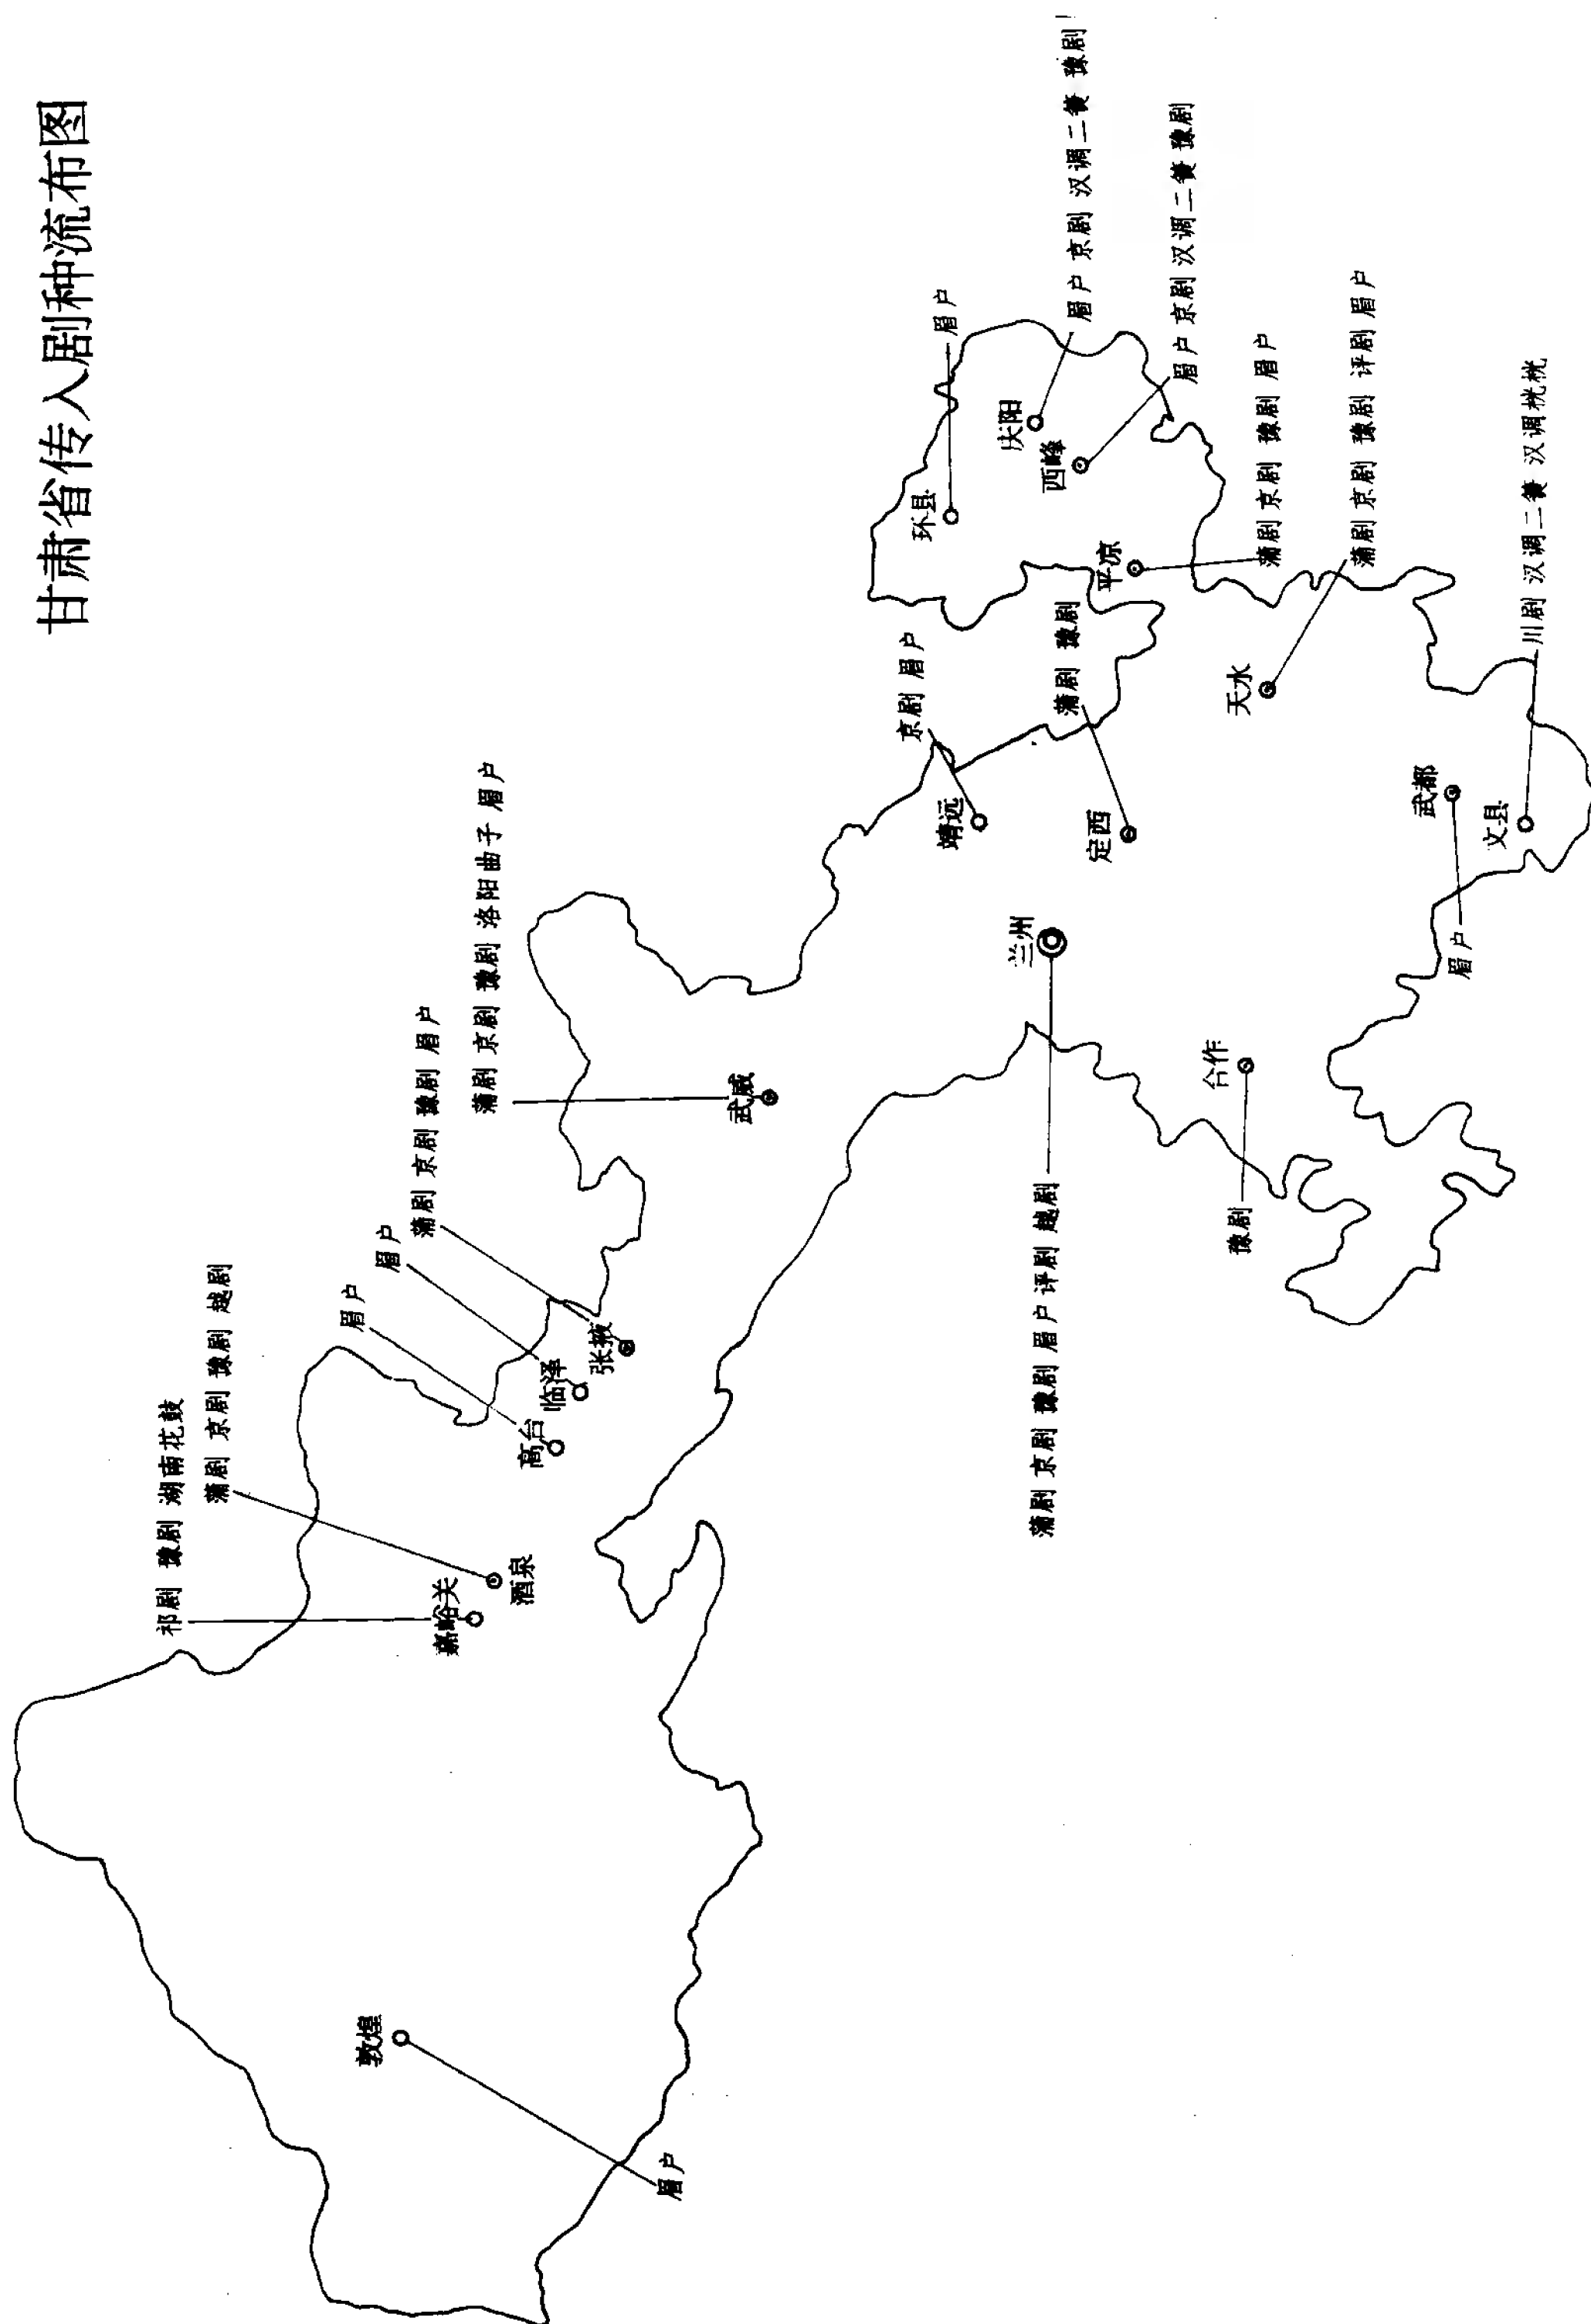 甘肃省传入剧种流布图
祁剧 豫剧 湖南花鼓
蒲剧 京剧 豫剧 越剧
嘉峪关
酒泉
眉户
高台
眉户
临泽
蒲剧 京剧 豫剧 眉户
张掖
蒲剧 京剧 豫剧 洛阳曲子 眉户
武威
敦煌
眉户
京剧 眉户
靖远
蒲剧 豫剧
定西
眉户
环县
眉户 京剧 汉调二簧 豫剧
庆阳
眉户 京剧 汉调二簧 豫剧
西峰
蒲剧 京剧 豫剧 眉户
平凉
蒲剧 京剧 豫剧 评剧 眉户
天水
兰州
蒲剧 京剧 豫剧 眉户 评剧 越剧
合作
豫剧
武都
眉户
文县
川剧 汉调二簧 汉调桄桄